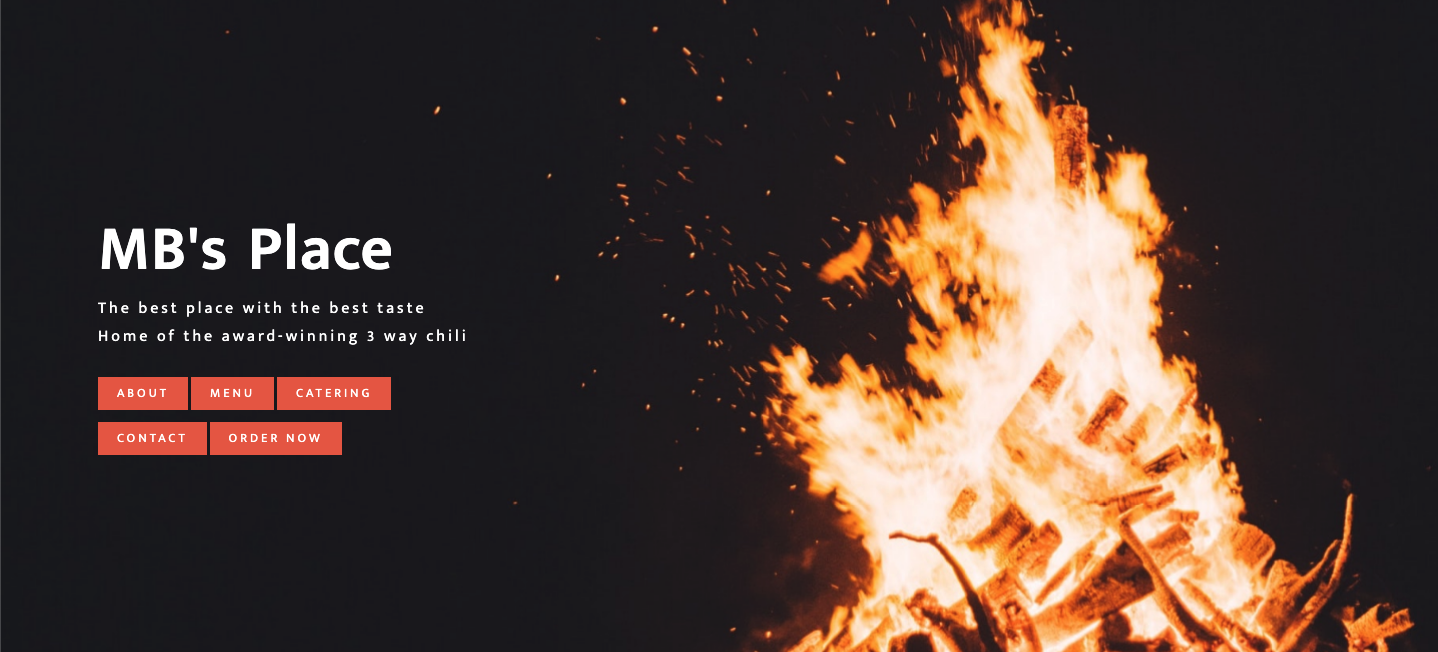 MB's Place
The best place with the best taste
Home of the award-winning 3 way chili
ABOUT MENU CATERING
CONTACT ORDER NOW